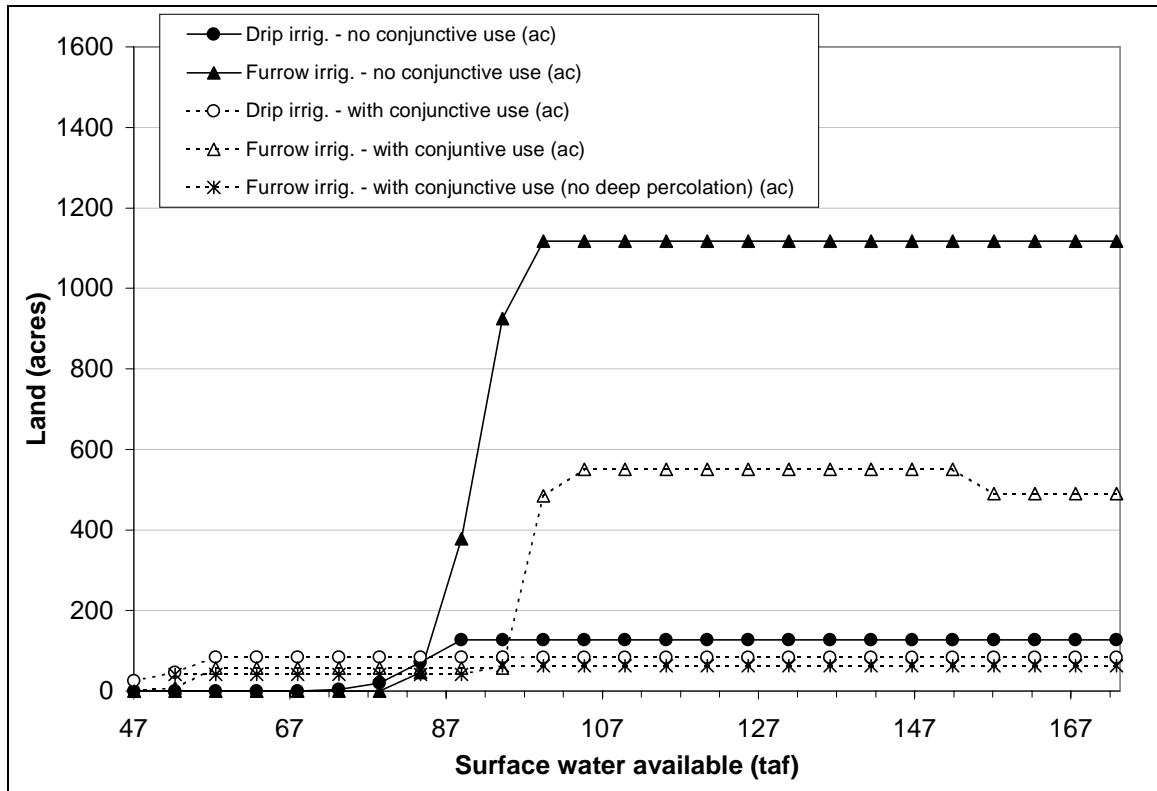 Drip irrig. - no conjunctive use (ac)
Furrow irrig. - no conjunctive use (ac)
Drip irrig. - with conjunctive use (ac)
Furrow irrig. - with conjuntive use (ac)
Furrow irrig. - with conjunctive use (no deep percolation) (ac)
1600
1400
1200
1000
800
600
400
200
0
Land (acres)
47 67 87 107 127 147 167
Surface water available (taf)